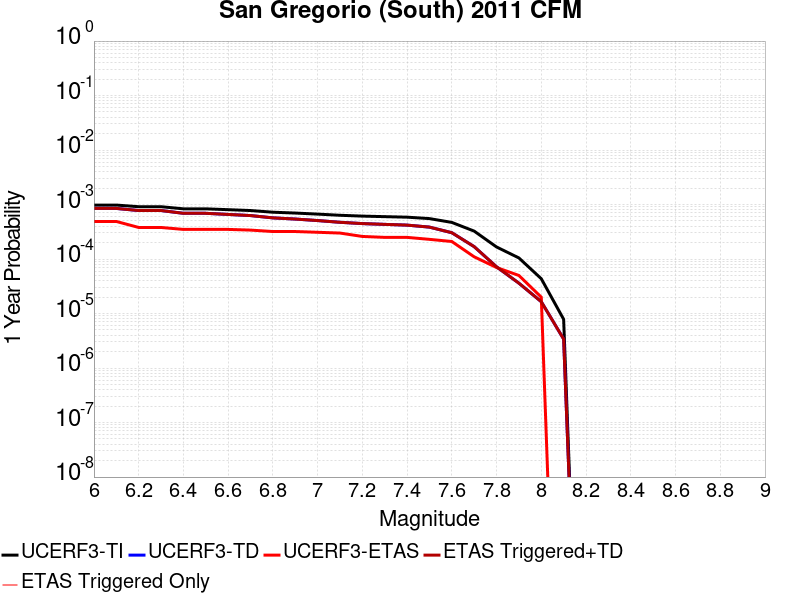 San Gregorio (South) 2011 CFM
10^0
10^-1
10^-2
10^-3
10^-4
10^-5
10^-6
10^-7
10^-8
1 Year Probability
6 6.2 6.4 6.6 6.8 7 7.2 7.4 7.6 7.8 8 8.2 8.4 8.6 8.8 9
Magnitude
UCERF3-TI UCERF3-TD UCERF3-ETAS ETAS Triggered+TD
ETAS Triggered Only